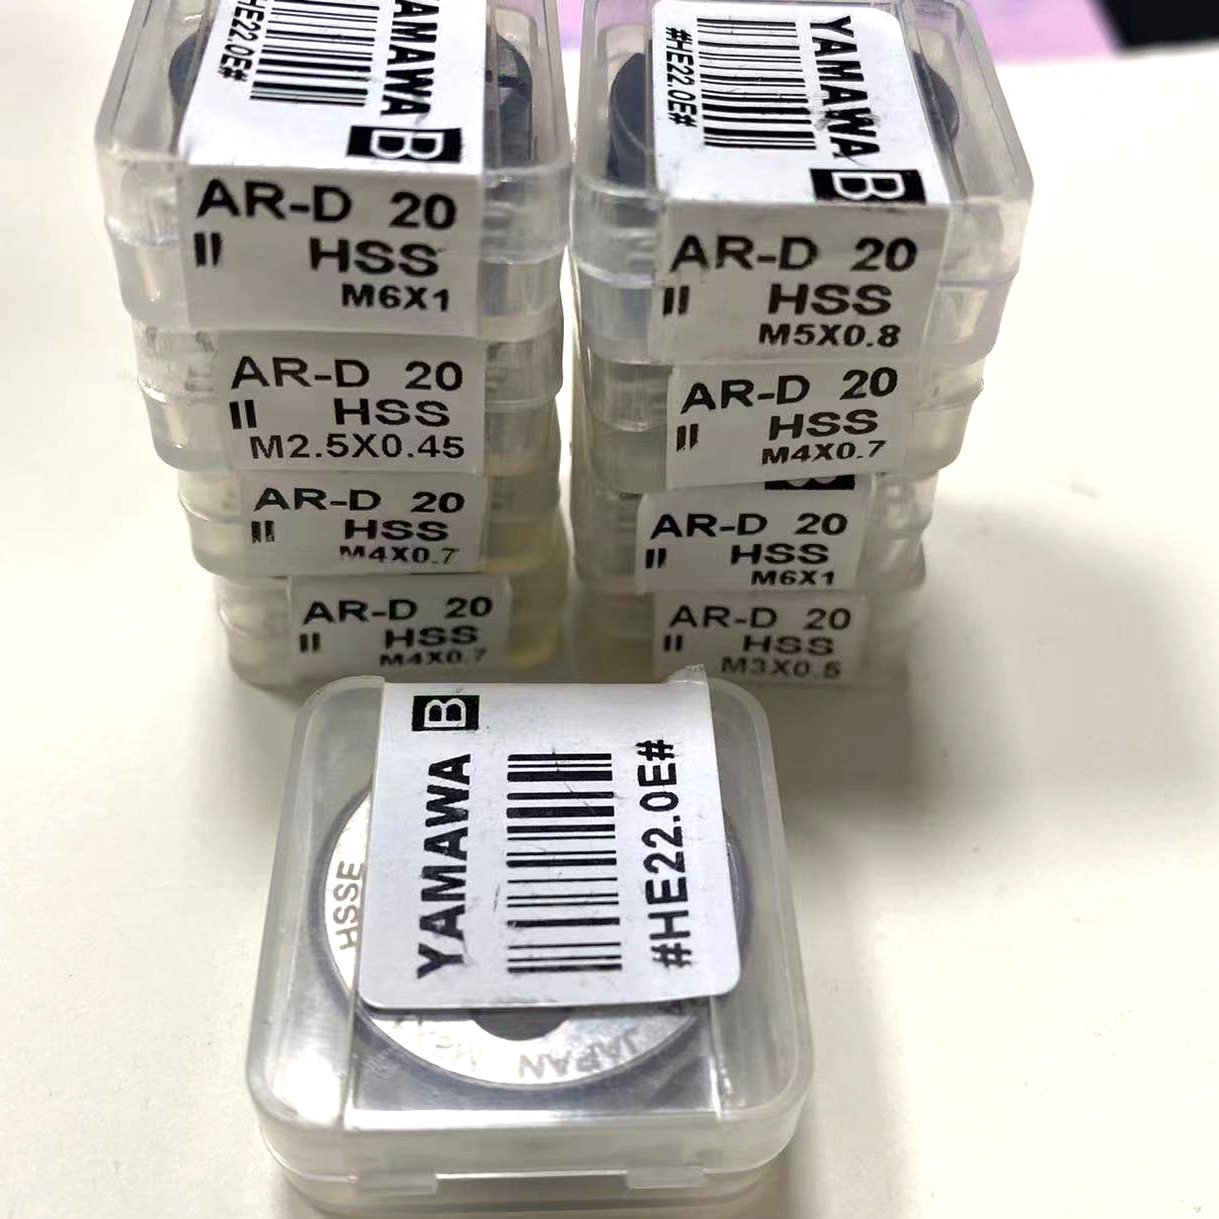 #HE22.0E#
YAMAWA
B
AR-D 20
II HSS
M6X1
AR-D 20
II HSS
M2.5X0.45
AR-D 20
II HSS
M4X0.7
AR-D 20
II HSS
M4X0.7
#HE22.0E#
YAMAWA
B
AR-D 20
II HSS
M5X0.8
AR-D 20
II HSS
M4X0.7
AR-D 20
II HSS
M6X1
AR-D 20
II HSS
M3X0.5
YAMAWA B
#HE22.0E#
HSSE
JAPAN